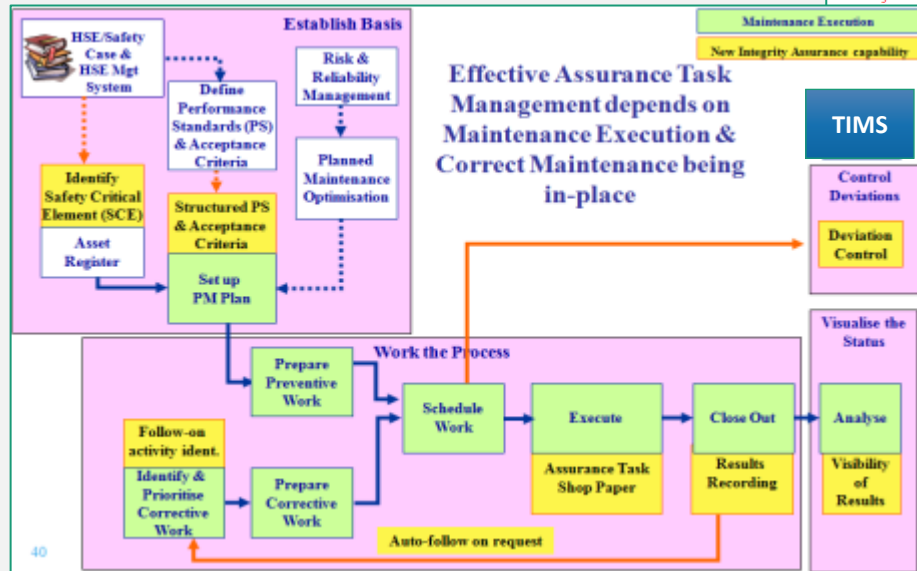 Establish Basis
HSE/Safety
Case &
HSE Mgt
System
Define
Performance
Standards (PS)
& Acceptance
Criteria
Risk &
Reliability
Management
Identify
Safety Critical
Element (SCE)
Asset
Register
Structured PS
& Acceptance
Criteria
Set up
PM Plan
Planned
Maintenance
Optimisation
Maintenance Execution
New Integrity Assurance capability
Effective Assurance Task
Management depends on
Maintenance Execution &
Correct Maintenance being
in-place
TIMS
Control
Deviations
Deviation
Control
Visualise the
Status
Work the Process
Prepare
Preventive
Work
Schedule
Work
Execute
Close Out
Analyse
Follow-on
activity ident.
Identify &
Prioritise
Corrective
Work
Prepare
Corrective
Work
Assurance Task
Shop Paper
Results
Recording
Visibility
of
Results
Auto-follow on request
40